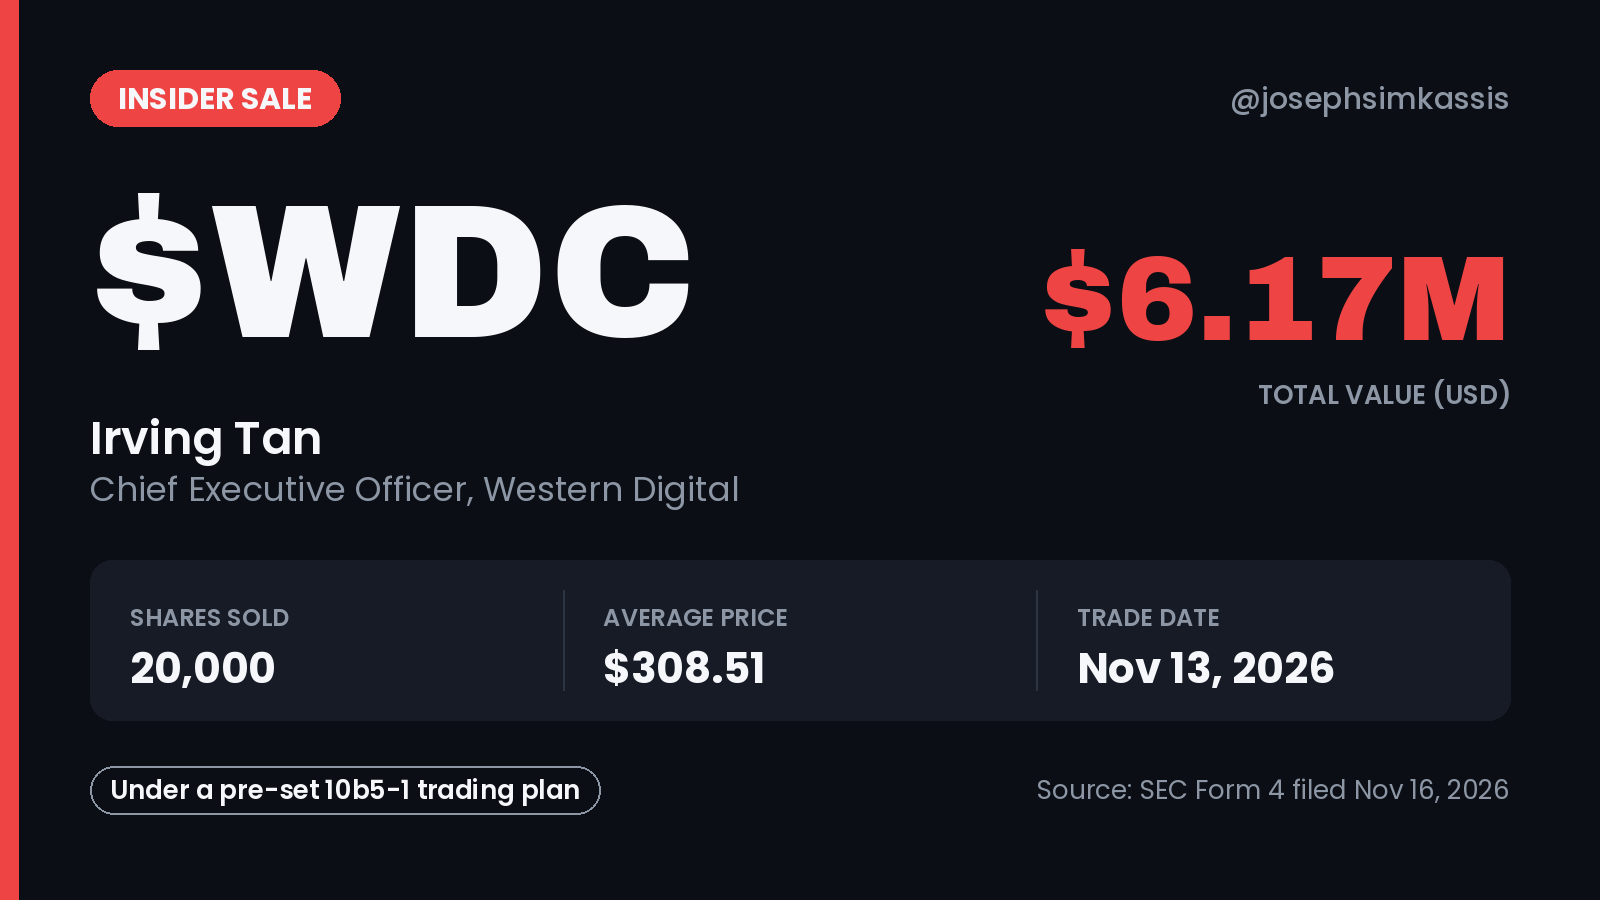 INSIDER SALE
@josephsimkassis
$WDC
$6.17M
TOTAL VALUE (USD)
Irving Tan
Chief Executive Officer, Western Digital
SHARES SOLD
20,000
AVERAGE PRICE
$308.51
TRADE DATE
Nov 13, 2026
Under a pre-set 10b5-1 trading plan
Source: SEC Form 4 filed Nov 16, 2026